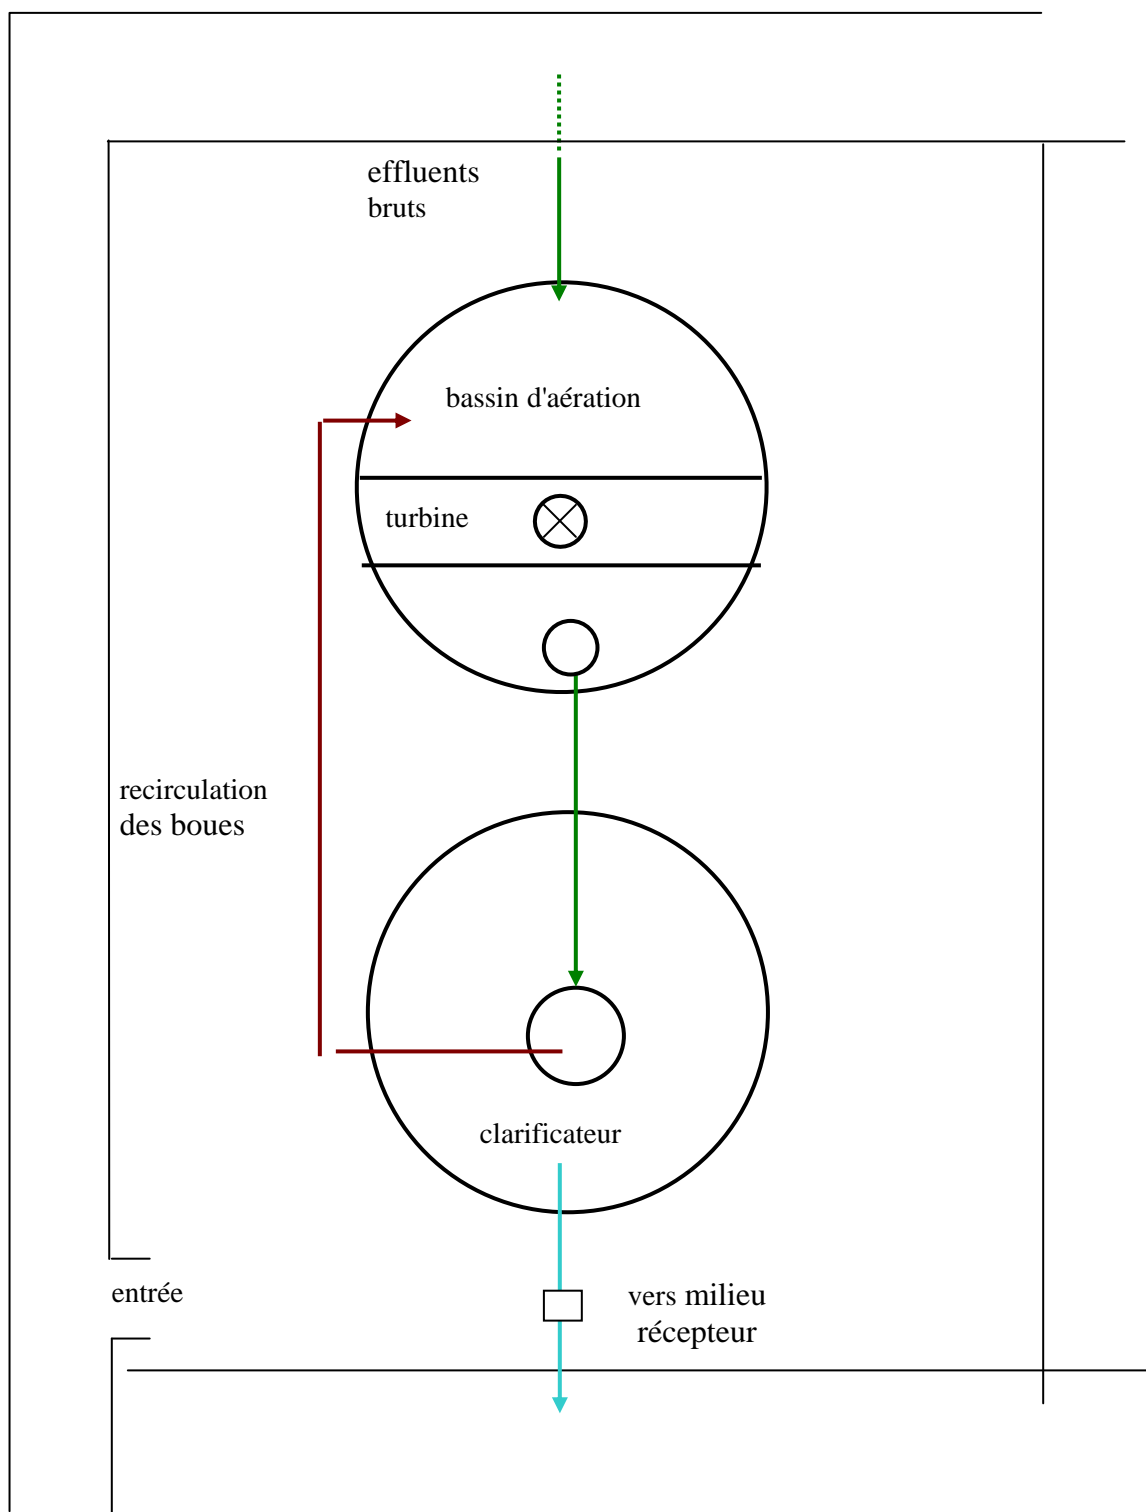 effluents
bruts
bassin d'aération
turbine
recirculation
des boues
clarificateur
entrée
vers milieu
récepteur